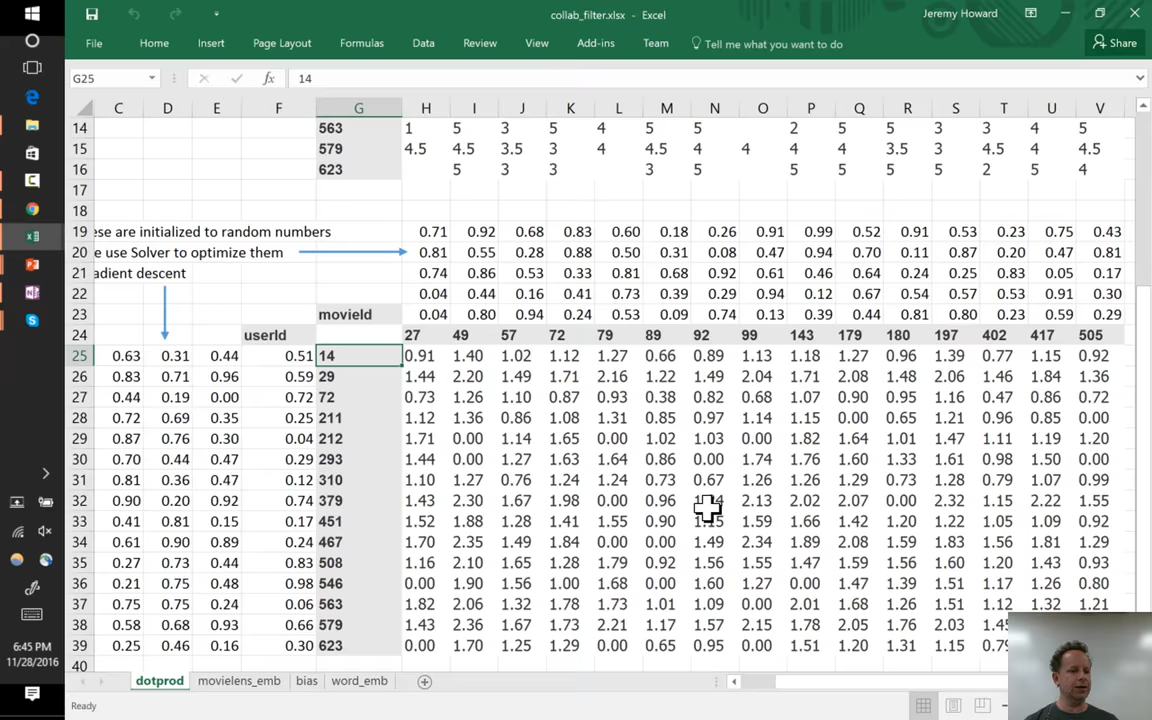 collab_filter.xlsx - Excel
Jeremy Howard
File Home Insert Page Layout Formulas Data Review View Add-ins Team Tell me what you want to do Share
G25 fx 14
C D E F G H I J K L M N O P Q R S T U V
14 563 1 5 3 5 4 5 5 2 5 5 3 3 4 5
15 579 4.5 4.5 3.5 3 4 4.5 4 4 4 4 3.5 3 4.5 4 4.5
16 623 5 3 3 3 5 5 5 5 5 2 5 4
17
18
19 ese are initialized to random numbers 0.71 0.92 0.68 0.83 0.60 0.18 0.26 0.91 0.99 0.52 0.91 0.53 0.23 0.75 0.43
20 e use Solver to optimize them 0.81 0.55 0.28 0.88 0.50 0.31 0.08 0.47 0.94 0.70 0.11 0.87 0.20 0.47 0.81
21 adient descent 0.74 0.86 0.53 0.33 0.81 0.68 0.92 0.61 0.46 0.64 0.24 0.25 0.83 0.05 0.17
22 0.04 0.44 0.16 0.41 0.73 0.39 0.29 0.94 0.12 0.67 0.54 0.57 0.53 0.91 0.30
23 movieId 0.04 0.80 0.94 0.24 0.53 0.09 0.74 0.13 0.39 0.44 0.81 0.80 0.23 0.59 0.29
24 userId 27 49 57 72 79 89 92 99 143 179 180 197 402 417 505
25 0.63 0.31 0.44 0.51 14 0.91 1.40 1.02 1.12 1.27 0.66 0.89 1.13 1.18 1.27 0.96 1.39 0.77 1.15 0.92
26 0.83 0.71 0.96 0.59 29 1.44 2.20 1.49 1.71 2.16 1.22 1.49 2.04 1.71 2.08 1.48 2.06 1.46 1.84 1.36
27 0.44 0.19 0.00 0.72 72 0.73 1.26 1.10 0.87 0.93 0.38 0.82 0.68 1.07 0.90 0.95 1.16 0.47 0.86 0.72
28 0.72 0.69 0.35 0.25 211 1.12 1.36 0.86 1.08 1.31 0.85 0.97 1.14 1.15 0.00 0.65 1.21 0.96 0.85 0.00
29 0.87 0.76 0.30 0.04 212 1.71 0.00 1.14 1.65 0.00 1.02 1.03 0.00 1.82 1.64 1.01 1.47 1.11 1.19 1.20
30 0.70 0.44 0.47 0.29 293 1.44 0.00 1.27 1.63 1.64 0.86 0.00 1.74 1.76 1.60 1.33 1.61 0.98 1.50 0.00
31 0.81 0.36 0.47 0.12 310 1.10 1.27 0.76 1.24 1.24 0.73 0.67 1.26 1.26 1.29 0.73 1.28 0.79 1.07 0.99
32 0.90 0.20 0.92 0.74 379 1.43 2.30 1.67 1.98 0.00 0.96 2.13 2.02 2.07 0.00 2.32 1.15 2.22 1.55
33 0.41 0.81 0.15 0.17 451 1.52 1.88 1.28 1.41 1.55 0.90 1.15 1.59 1.66 1.42 1.20 1.22 1.05 1.09 0.92
34 0.61 0.90 0.89 0.24 467 1.70 2.35 1.49 1.84 0.00 0.00 1.49 2.34 1.89 2.08 1.59 1.83 1.56 1.81 1.29
35 0.27 0.73 0.44 0.83 508 1.16 2.10 1.65 1.28 1.79 0.92 1.56 1.55 1.47 1.59 1.56 1.60 1.20 1.43 0.93
36 0.21 0.75 0.48 0.98 546 0.00 1.90 1.56 1.00 1.68 0.00 1.60 1.27 0.00 1.47 1.39 1.51 1.17 1.26 0.80
37 0.75 0.75 0.24 0.06 563 1.82 2.06 1.32 1.78 1.73 1.01 1.09 0.00 2.01 1.68 1.26 1.51 1.12 1.32 1.21
38 0.58 0.68 0.93 0.66 579 1.43 2.36 1.67 1.73 2.21 1.17 1.57 2.15 1.78 2.05 1.76 2.03
39 0.25 0.46 0.16 0.30 623 0.00 1.70 1.25 1.29 0.00 0.65 0.95 0.00 1.51 1.20 1.31 1.15
40
dotprod movielens_emb bias word_emb
Ready
6:45 PM
11/28/2016